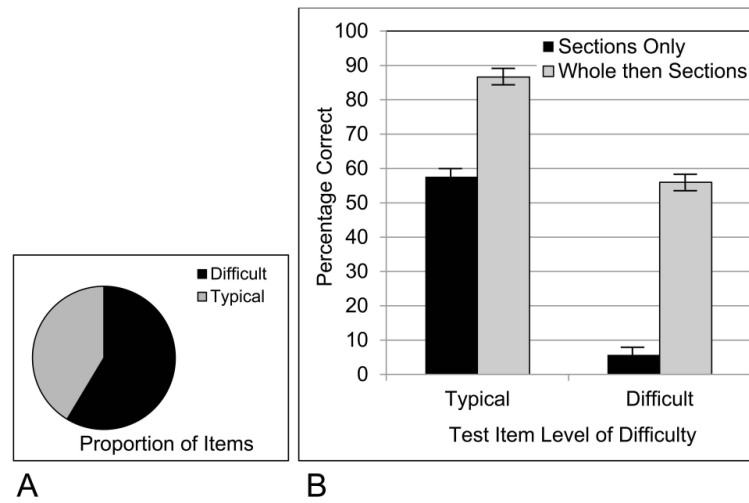 Difficult
Typical
Proportion of Items
A
100
90
80
70
60
50
40
30
20
10
0
Percentage Correct
Sections Only
Whole then Sections
Typical
Difficult
Test Item Level of Difficulty
B